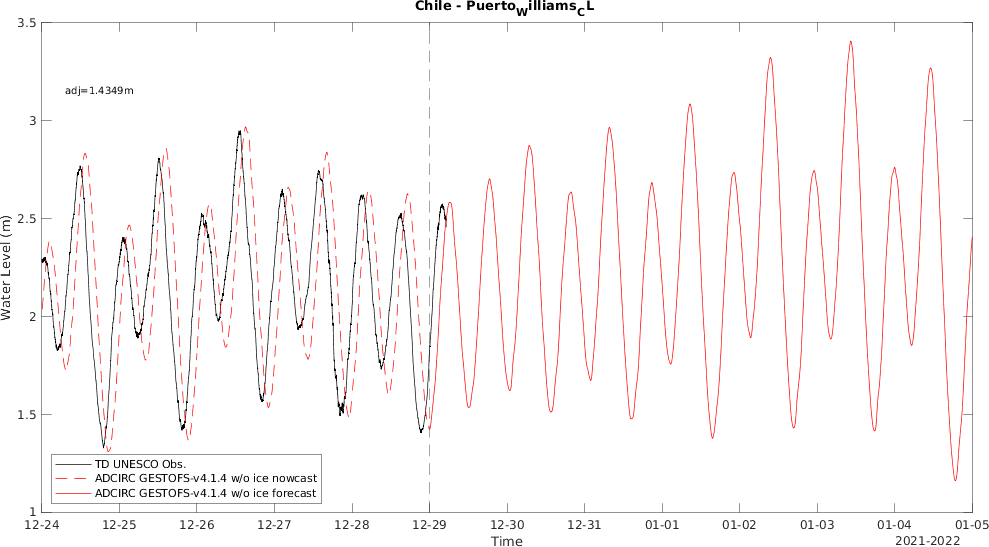 Chile - PuertoWilliamsCL
3.5
adj=1.4349m
3
2.5
Water Level (m)
2
1.5
TD UNESCO Obs.
ADCIRC GESTOFS-v4.1.4 w/o ice nowcast
ADCIRC GESTOFS-v4.1.4 w/o ice forecast
1
12-24 12-25 12-26 12-27 12-28 12-29 12-30 12-31 01-01 01-02 01-03 01-04 01-05
Time
2021-2022